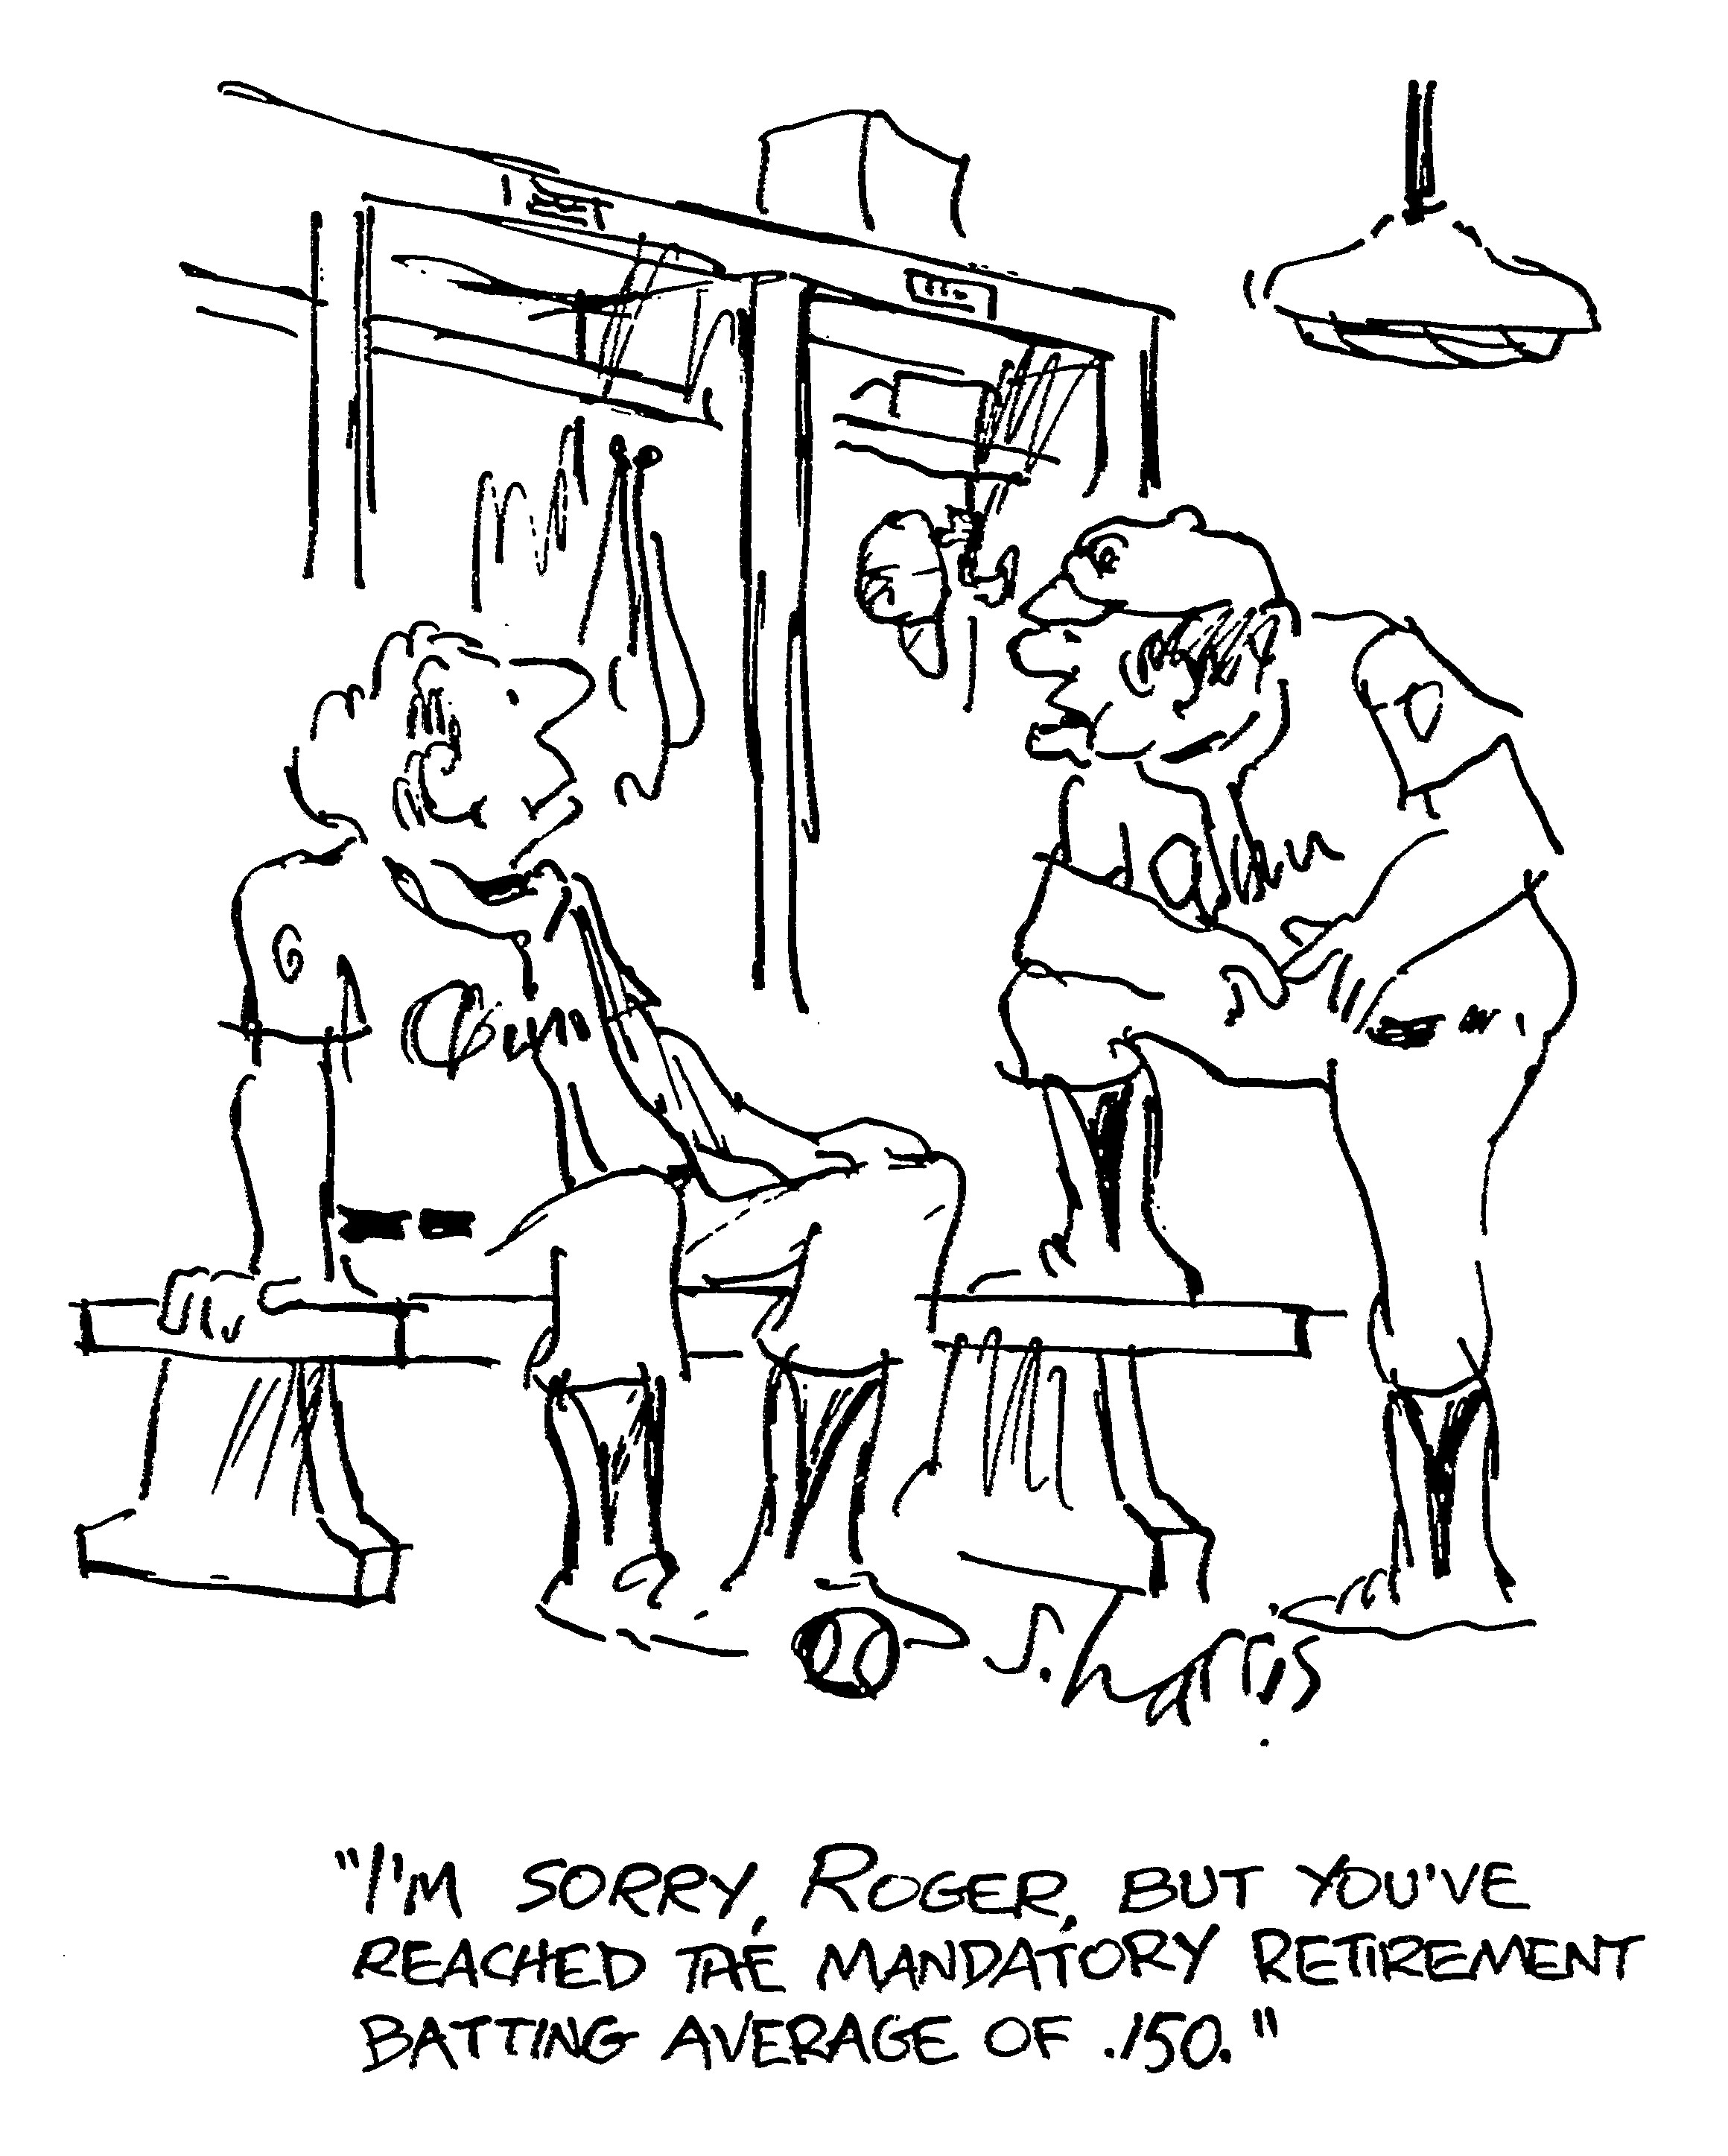 G
J. Harris
"I'M SORRY, ROGER, BUT YOU'VE
REACHED THE MANDATORY RETIREMENT
BATTING AVERAGE OF .150."